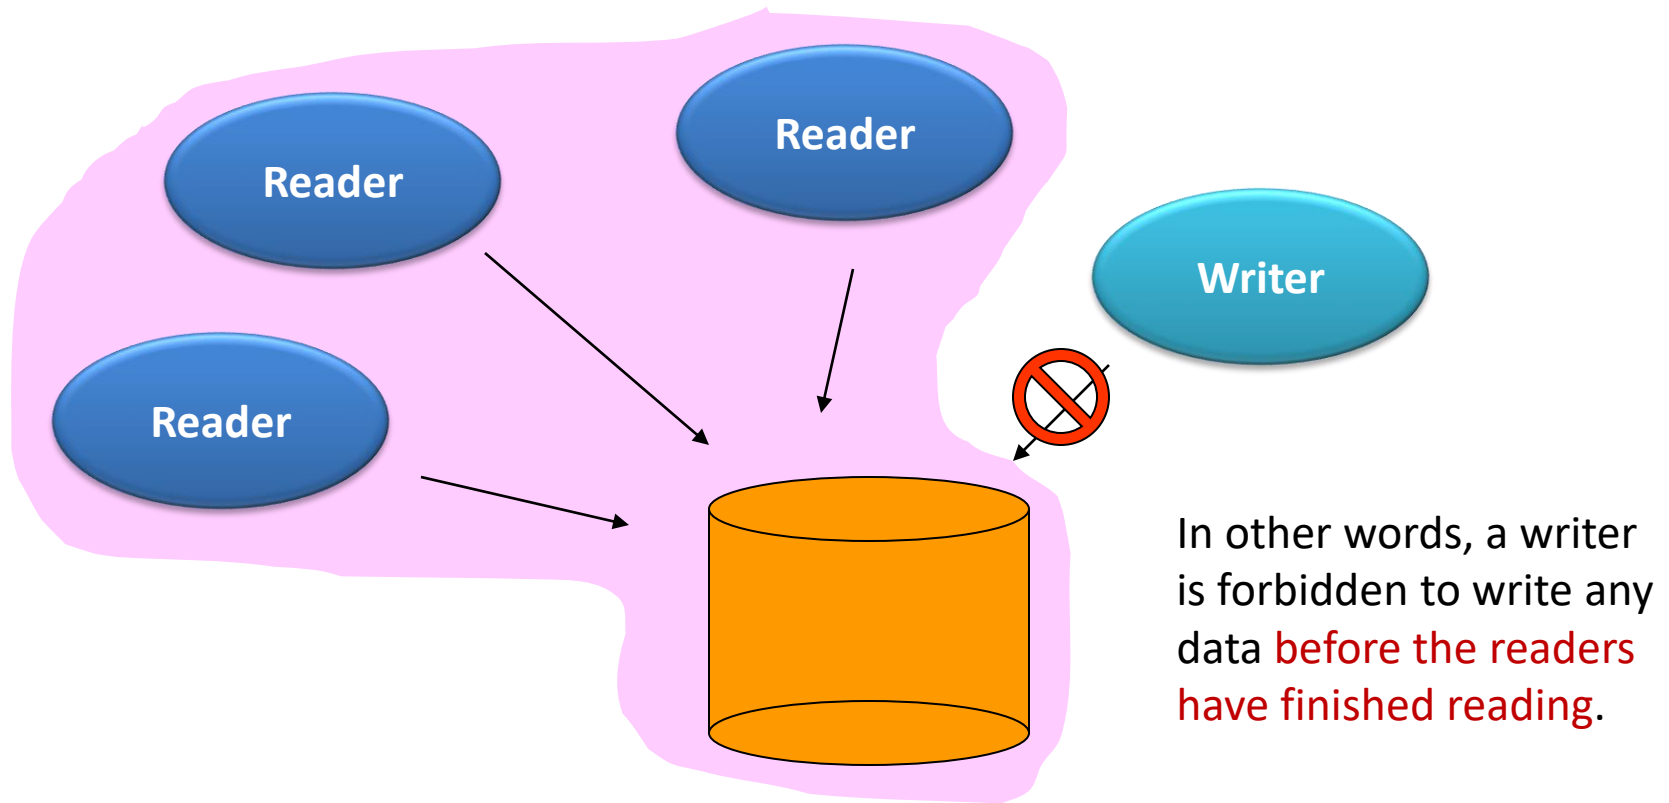 Reader
Reader
Writer
Reader
In other words, a writer
is forbidden to write any
data before the readers
have finished reading.